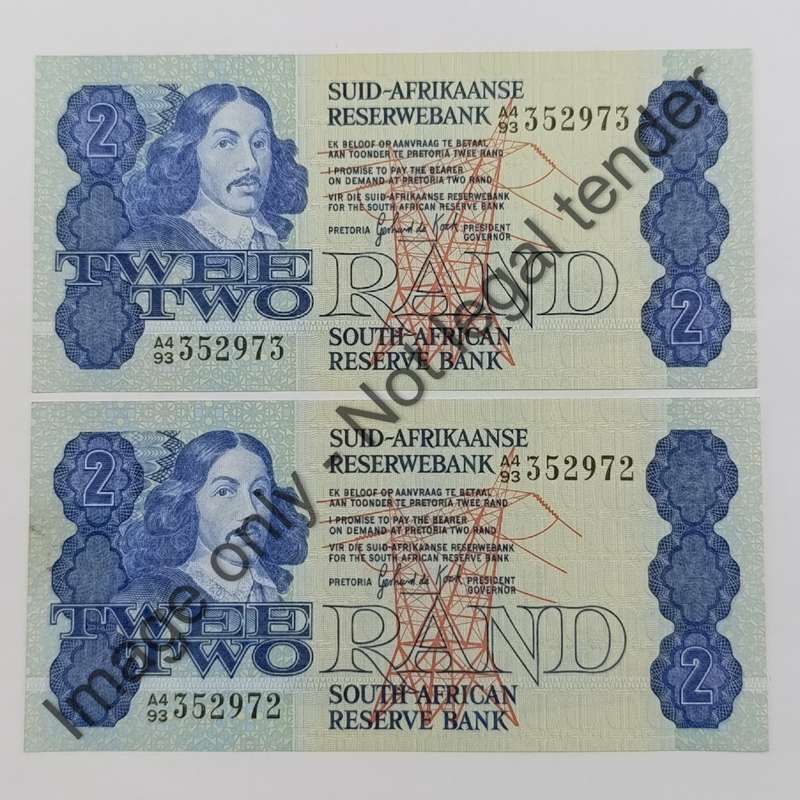 2
SUID-AFRIKAANSE
RESERWEBANK A4/93 352973
EK BELOOF OP AANVRAAG TE BETAAL
AAN TOONDER TE PRETORIA TWEE RAND
I PROMISE TO PAY THE BEARER
ON DEMAND AT PRETORIA TWO RAND
VIR DIE SUID-AFRIKAANSE RESERWEBANK
FOR THE SOUTH AFRICAN RESERVE BANK
PRETORIA Gerhard de Kock PRESIDENT
GOVERNOR
TWEE
TWO RAND
2
A4/93 352973
SOUTH AFRICAN
RESERVE BANK
2
SUID-AFRIKAANSE
RESERWEBANK A4/93 352972
EK BELOOF OP AANVRAAG TE BETAAL
AAN TOONDER TE PRETORIA TWEE RAND
I PROMISE TO PAY THE BEARER
ON DEMAND AT PRETORIA TWO RAND
VIR DIE SUID-AFRIKAANSE RESERWEBANK
FOR THE SOUTH AFRICAN RESERVE BANK
PRETORIA Gerhard de Kock PRESIDENT
GOVERNOR
TWEE
TWO RAND
2
A4/93 352972
SOUTH AFRICAN
RESERVE BANK
Image only - Not legal tender